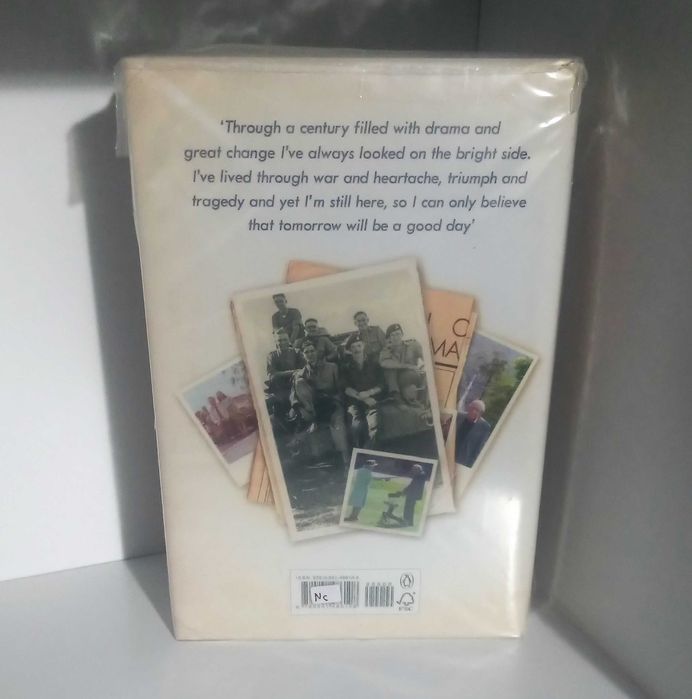 ‘Through a century filled with drama and
great change I've always looked on the bright side.
I've lived through war and heartache, triumph and
tragedy and yet I'm still here, so I can only believe
that tomorrow will be a good day’
C
MA
Nc
FSC